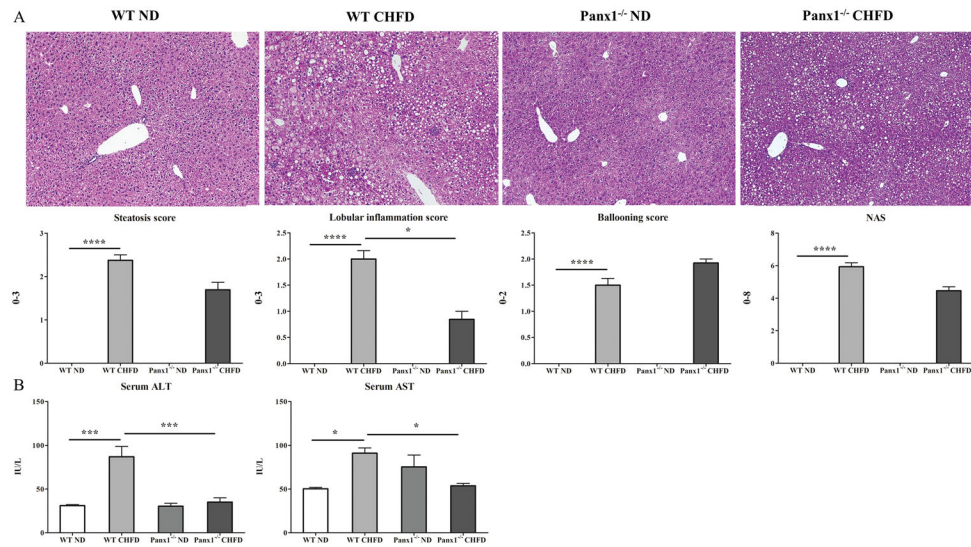 A WT ND WT CHFD Panx1-/- ND Panx1-/- CHFD
Steatosis score
3
2
1
0
0-3
****
WT ND WT CHFD Panx1-/- ND Panx1-/- CHFD
Lobular inflammation score
2.5
2.0
1.5
1.0
0.5
0.0
0-3
**** *
WT ND WT CHFD Panx1-/- ND Panx1-/- CHFD
Ballooning score
2.5
2.0
1.5
1.0
0.5
0.0
0-2
****
WT ND WT CHFD Panx1-/- ND Panx1-/- CHFD
NAS
8
6
4
2
0
0-8
****
WT ND WT CHFD Panx1-/- ND Panx1-/- CHFD
B
Serum ALT
150
100
50
0
IU/L
*** ***
WT ND WT CHFD Panx1-/- ND Panx1-/- CHFD
Serum AST
150
100
50
0
IU/L
* *
WT ND WT CHFD Panx1-/- ND Panx1-/- CHFD